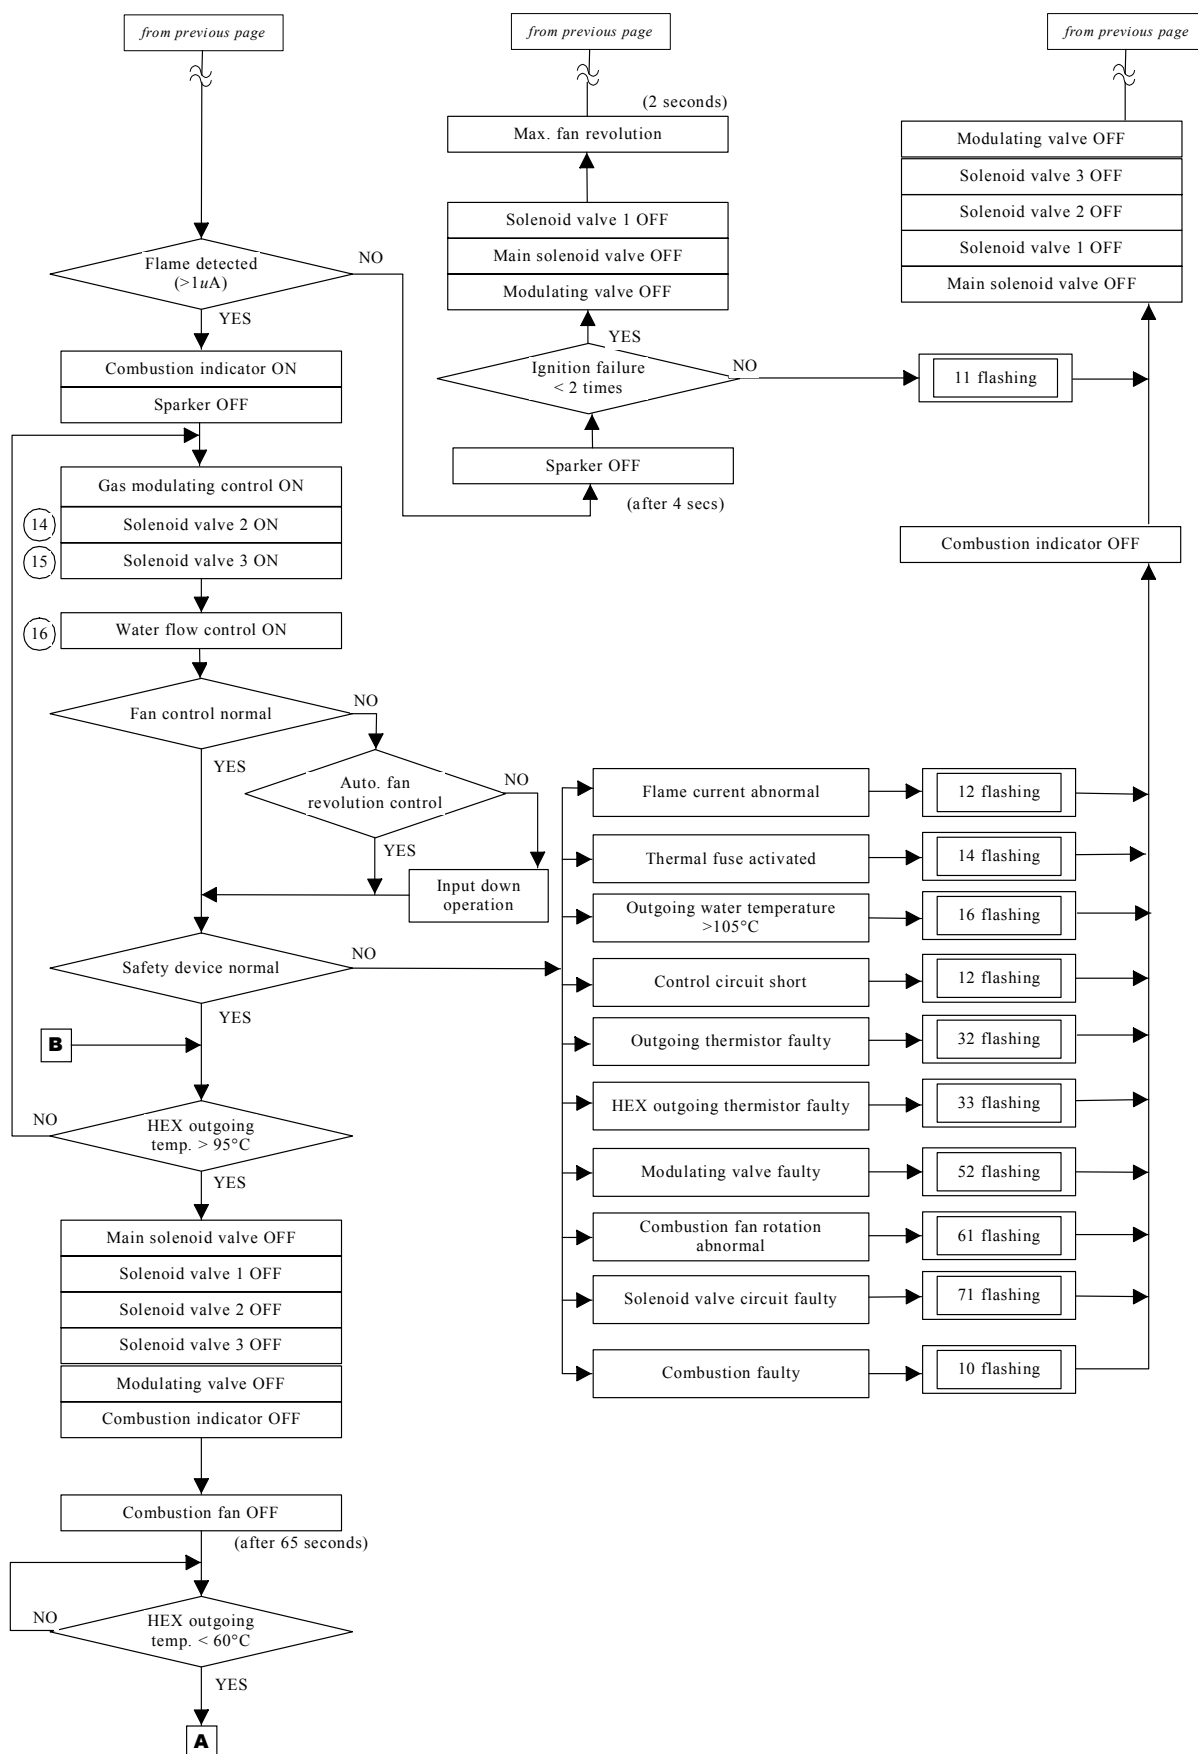 from previous page
from previous page
from previous page
(2 seconds)
Max. fan revolution
Modulating valve OFF
Solenoid valve 3 OFF
Solenoid valve 2 OFF
Solenoid valve 1 OFF
Main solenoid valve OFF
Solenoid valve 1 OFF
Main solenoid valve OFF
Modulating valve OFF
Flame detected
(>1uA)
NO
YES
YES
Ignition failure
< 2 times
NO
11 flashing
Combustion indicator ON
Sparker OFF
Sparker OFF
(after 4 secs)
Gas modulating control ON
14
Solenoid valve 2 ON
15
Solenoid valve 3 ON
Combustion indicator OFF
16
Water flow control ON
Fan control normal
NO
YES
Auto. fan
revolution control
NO
YES
Input down
operation
Safety device normal
NO
YES
Flame current abnormal
12 flashing
Thermal fuse activated
14 flashing
Outgoing water temperature
>105°C
16 flashing
Control circuit short
12 flashing
Outgoing thermistor faulty
32 flashing
HEX outgoing thermistor faulty
33 flashing
Modulating valve faulty
52 flashing
Combustion fan rotation
abnormal
61 flashing
Solenoid valve circuit faulty
71 flashing
Combustion faulty
10 flashing
B
NO
HEX outgoing
temp. > 95°C
YES
Main solenoid valve OFF
Solenoid valve 1 OFF
Solenoid valve 2 OFF
Solenoid valve 3 OFF
Modulating valve OFF
Combustion indicator OFF
Combustion fan OFF
(after 65 seconds)
NO
HEX outgoing
temp. < 60°C
YES
A